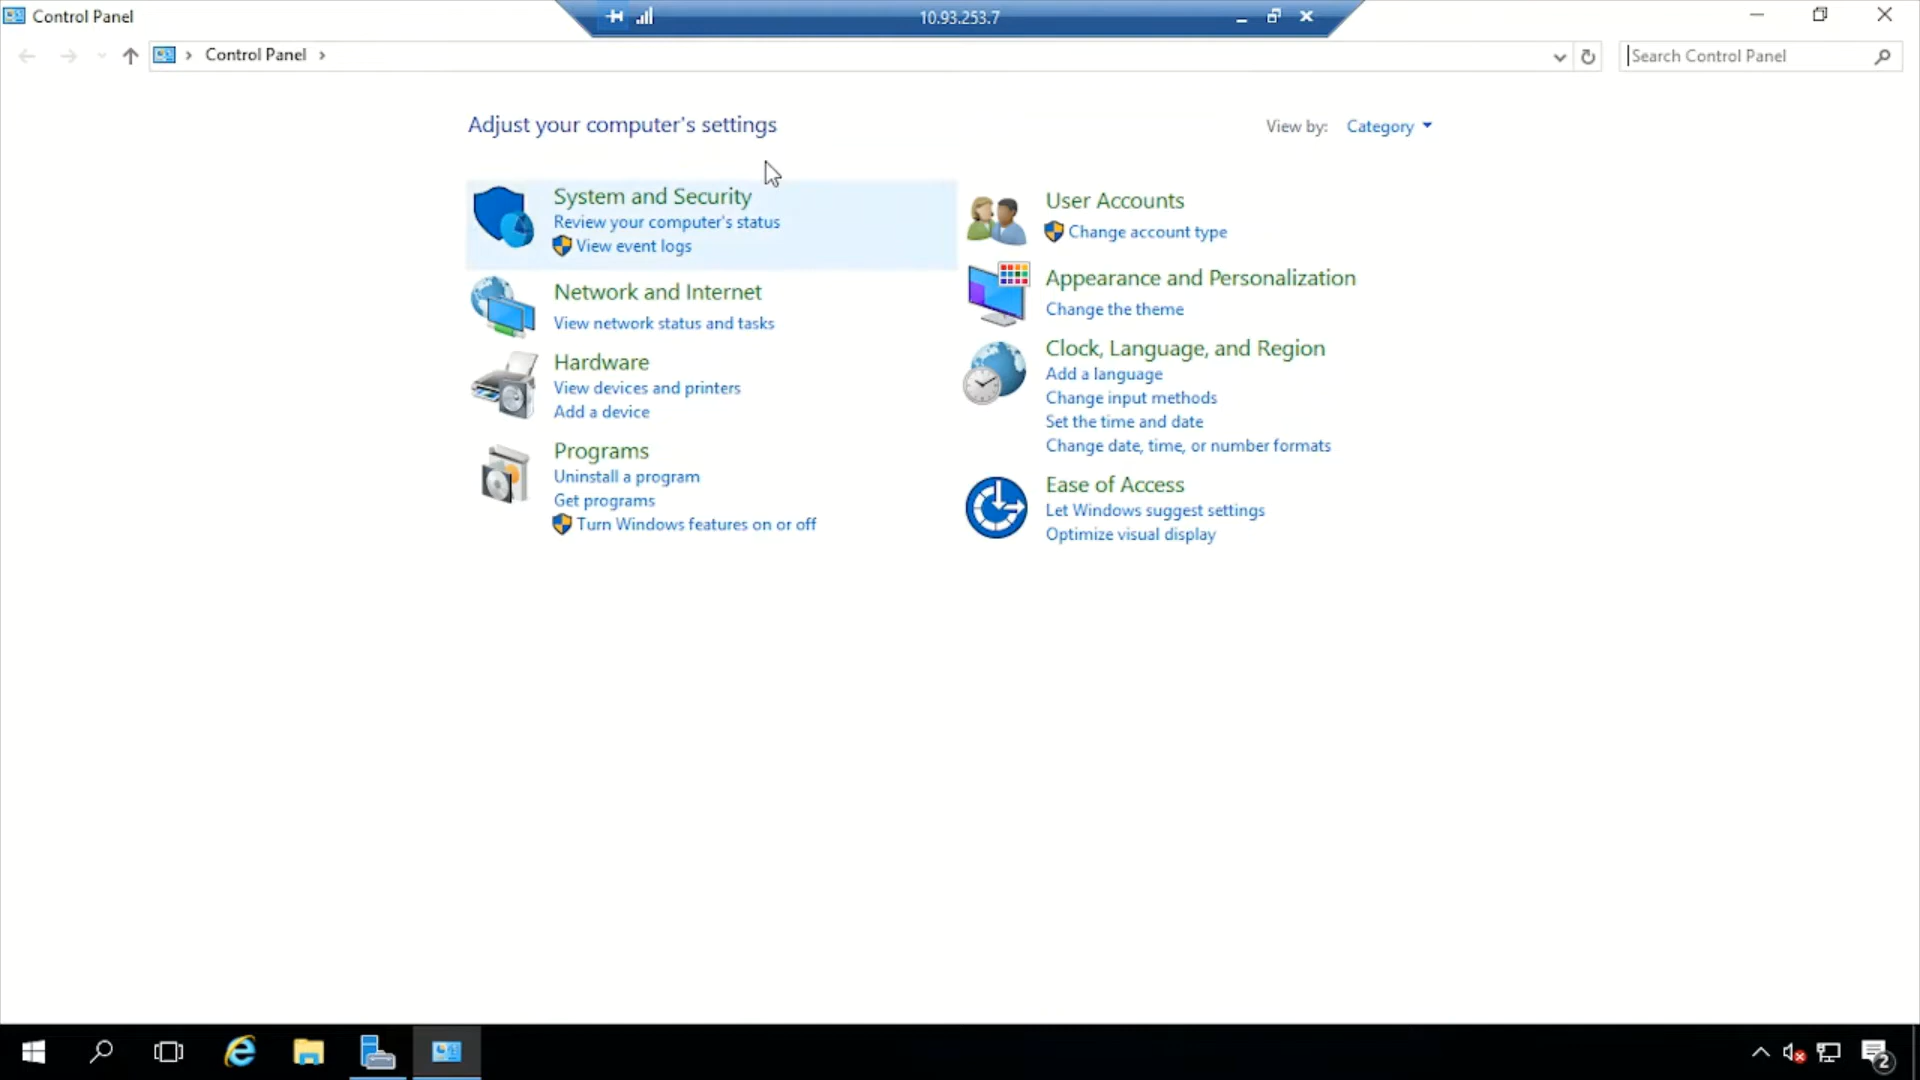 Control Panel
10.93.253.7
Control Panel
Search Control Panel
Adjust your computer's settings
View by: Category
System and Security
Review your computer's status
View event logs
Network and Internet
View network status and tasks
Hardware
View devices and printers
Add a device
Programs
Uninstall a program
Get programs
Turn Windows features on or off
User Accounts
Change account type
Appearance and Personalization
Change the theme
Clock, Language, and Region
Add a language
Change input methods
Set the time and date
Change date, time, or number formats
Ease of Access
Let Windows suggest settings
Optimize visual display
2